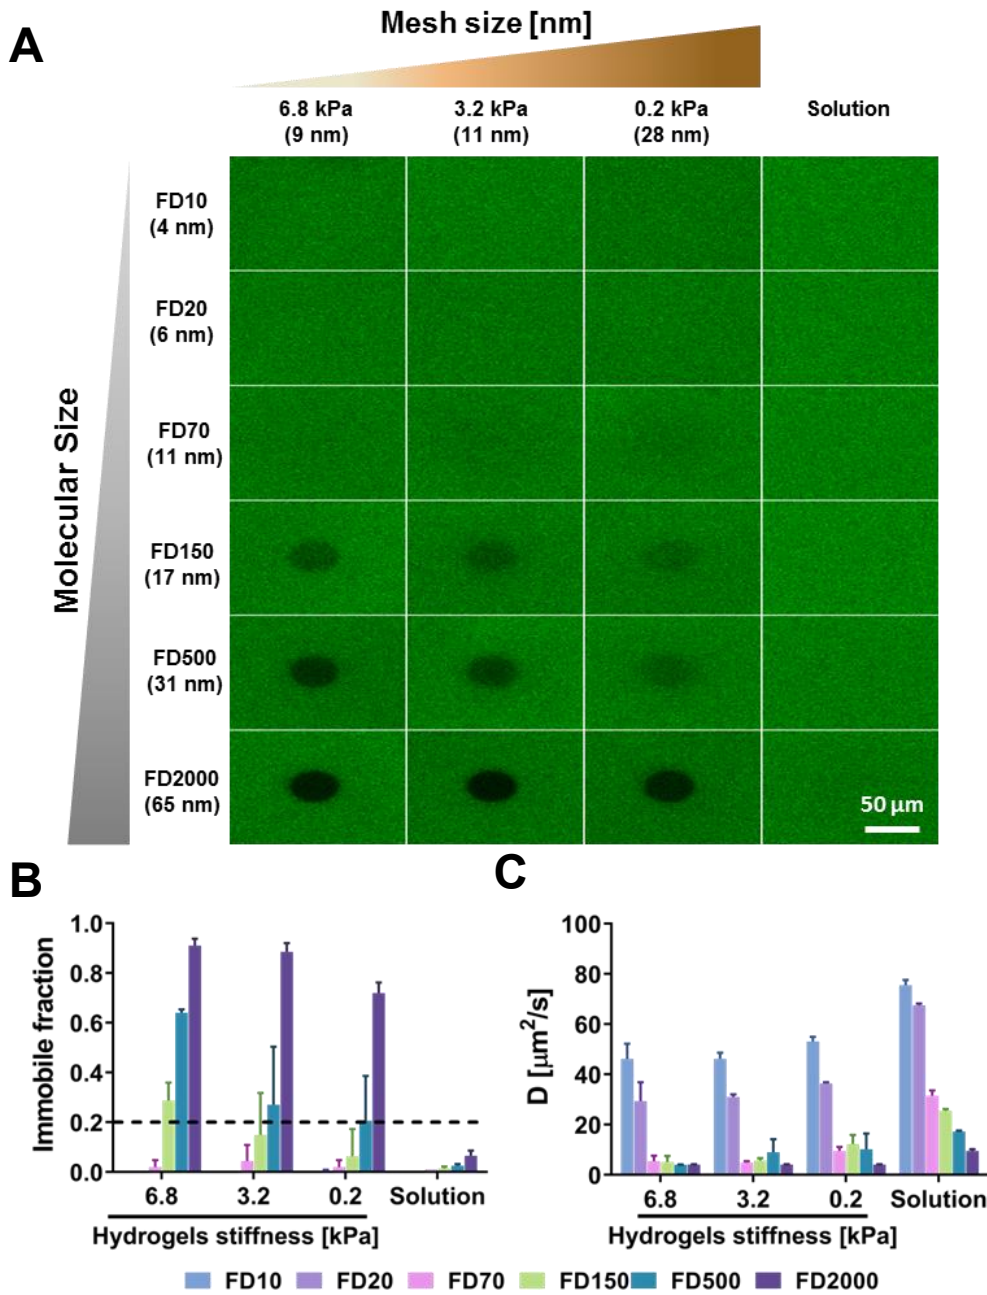 A
Mesh size [nm]
6.8 kPa
(9 nm)
3.2 kPa
(11 nm)
0.2 kPa
(28 nm)
Solution
Molecular Size
FD10
(4 nm)
FD20
(6 nm)
FD70
(11 nm)
FD150
(17 nm)
FD500
(31 nm)
FD2000
(65 nm)
50 µm
B
Immobile fraction
1.0
0.8
0.6
0.4
0.2
0.0
6.8 3.2 0.2 Solution
Hydrogels stiffness [kPa]
C
D [µm²/s]
100
80
60
40
20
0
6.8 3.2 0.2 Solution
Hydrogels stiffness [kPa]
FD10 FD20 FD70 FD150 FD500 FD2000